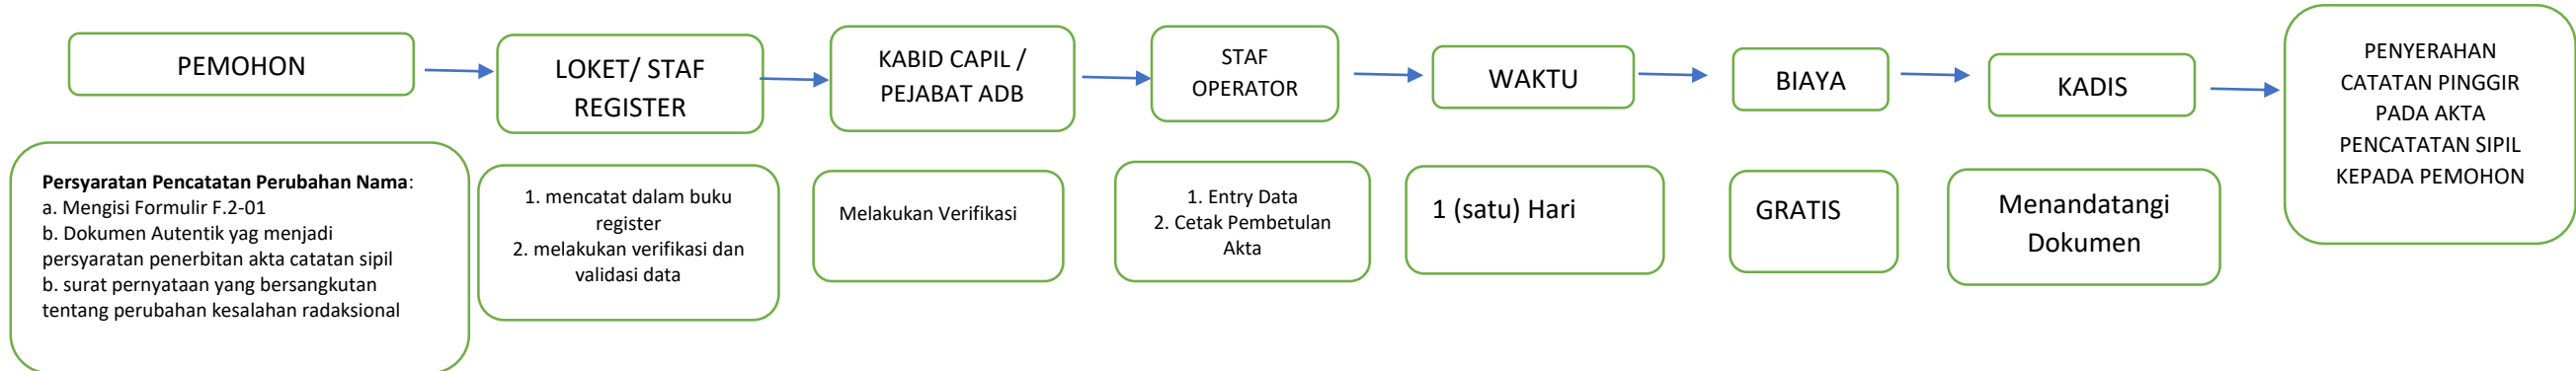 PEMOHON
LOKET/ STAF
REGISTER
KABID CAPIL /
PEJABAT ADB
STAF
OPERATOR
WAKTU
BIAYA
KADIS
PENYERAHAN
CATATAN PINGGIR
PADA AKTA
PENCATATAN SIPIL
KEPADA PEMOHON
Persyaratan Pencatatan Perubahan Nama:
a. Mengisi Formulir F.2-01
b. Dokumen Autentik yag menjadi
persyaratan penerbitan akta catatan sipil
b. surat pernyataan yang bersangkutan
tentang perubahan kesalahan radaksional
1. mencatat dalam buku
register
2. melakukan verifikasi dan
validasi data
Melakukan Verifikasi
1. Entry Data
2. Cetak Pembetulan
Akta
1 (satu) Hari
GRATIS
Menandatangi
Dokumen